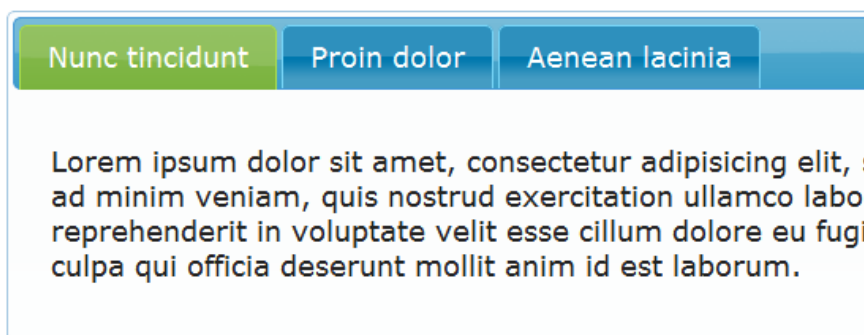 Nunc tincidunt Proin dolor Aenean lacinia
Lorem ipsum dolor sit amet, consectetur adipisicing elit,
ad minim veniam, quis nostrud exercitation ullamco labo
reprehenderit in voluptate velit esse cillum dolore eu fugi
culpa qui officia deserunt mollit anim id est laborum.